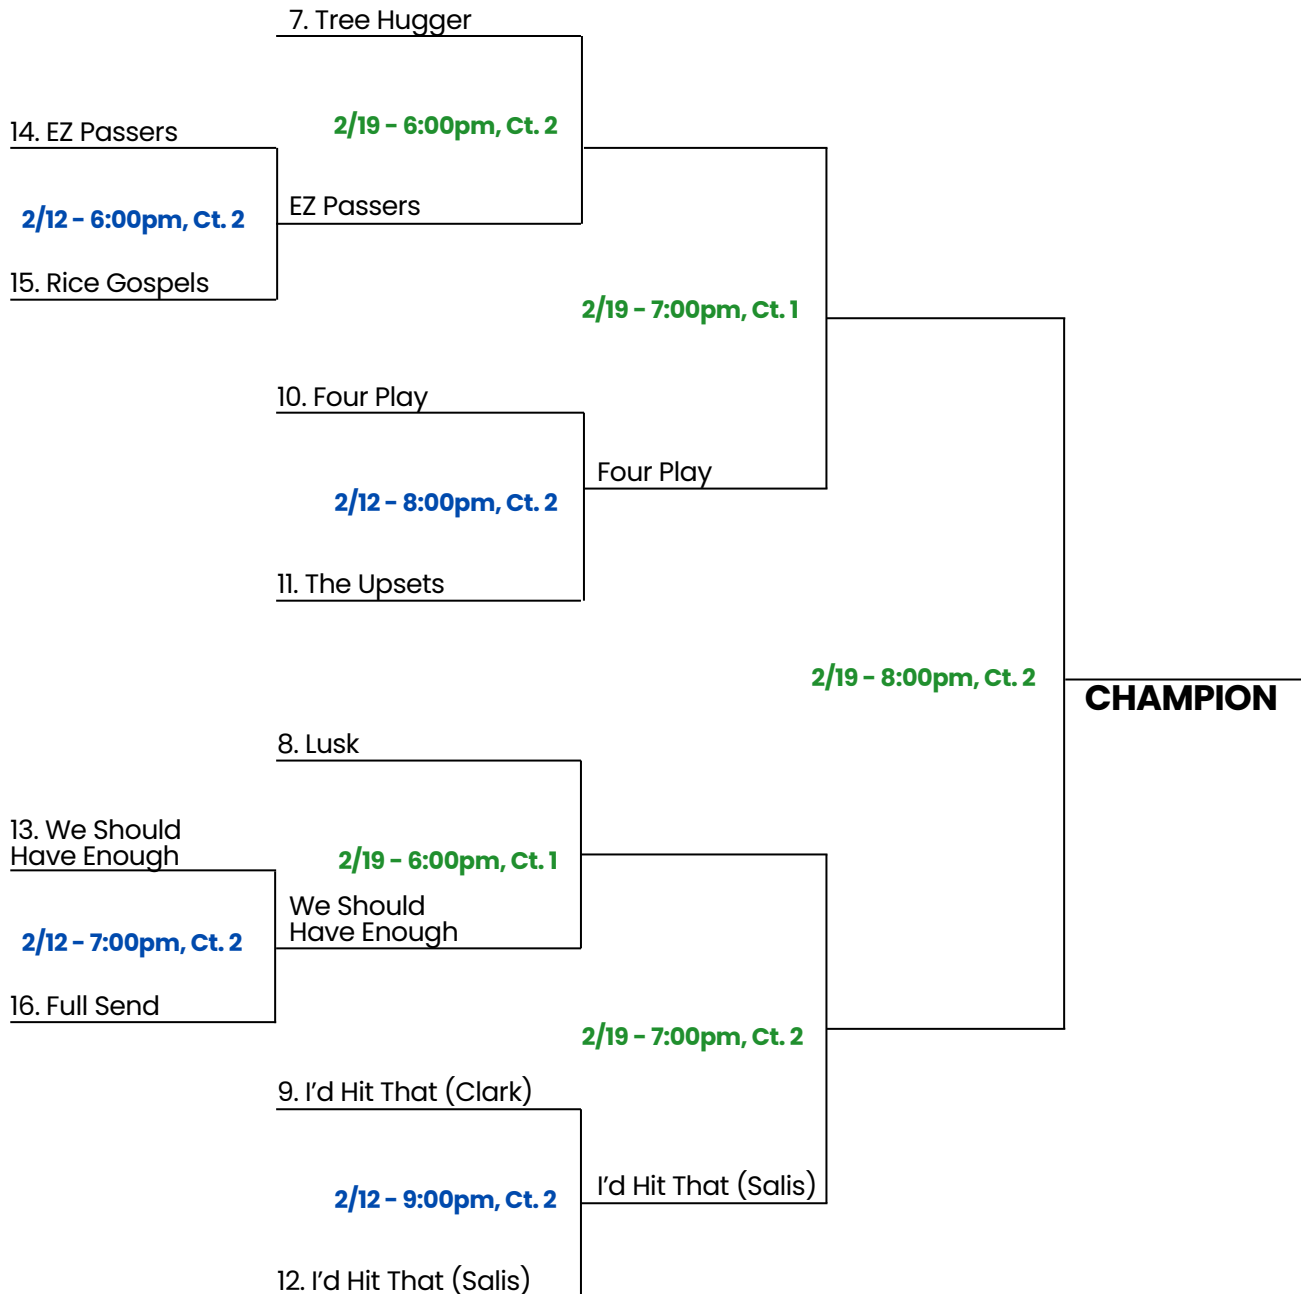 7. Tree Hugger
2/19 - 6:00pm, Ct. 2
14. EZ Passers
EZ Passers
2/12 - 6:00pm, Ct. 2
15. Rice Gospels
2/19 - 7:00pm, Ct. 1
10. Four Play
Four Play
2/12 - 8:00pm, Ct. 2
11. The Upsets
2/19 - 8:00pm, Ct. 2
CHAMPION
8. Lusk
13. We Should
Have Enough
2/19 - 6:00pm, Ct. 1
We Should
Have Enough
2/12 - 7:00pm, Ct. 2
16. Full Send
2/19 - 7:00pm, Ct. 2
9. I'd Hit That (Clark)
I'd Hit That (Salis)
2/12 - 9:00pm, Ct. 2
12. I'd Hit That (Salis)